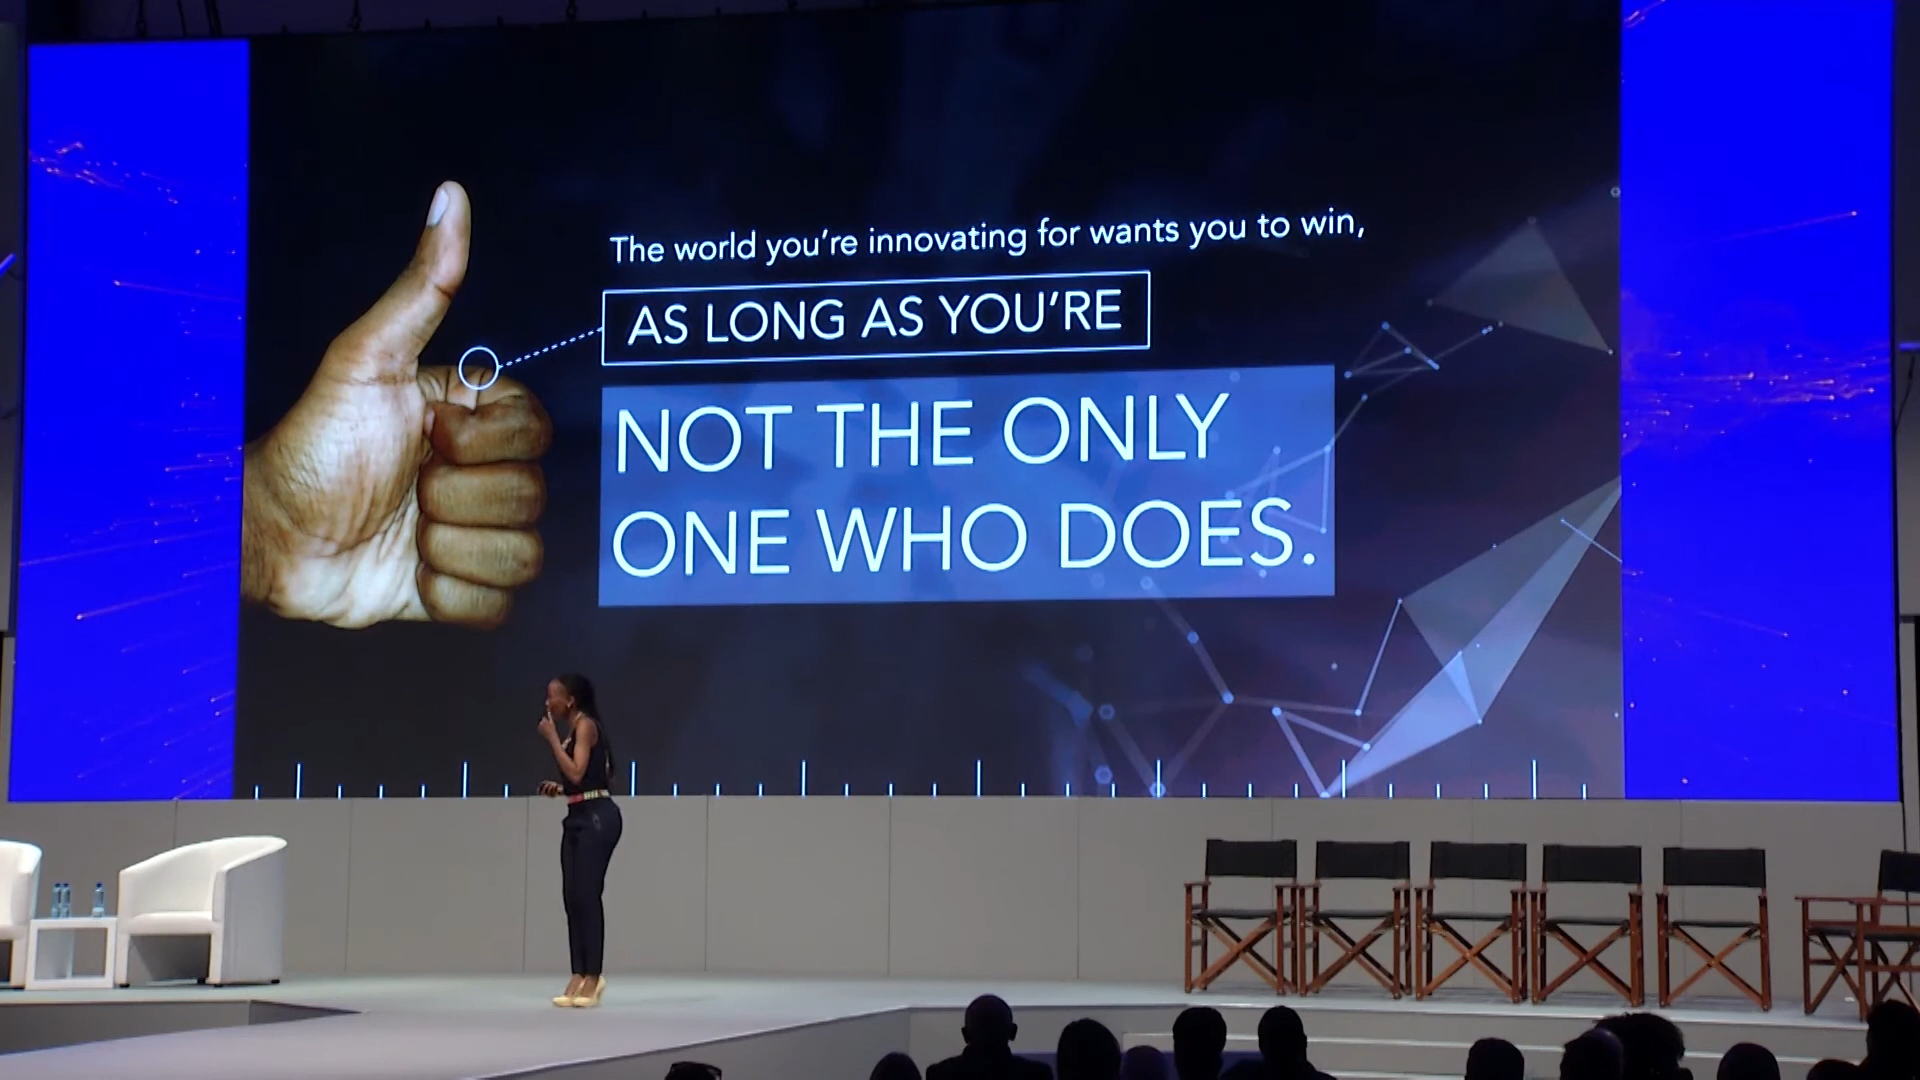 The world you're innovating for wants you to win,
AS LONG AS YOU'RE
NOT THE ONLY
ONE WHO DOES.